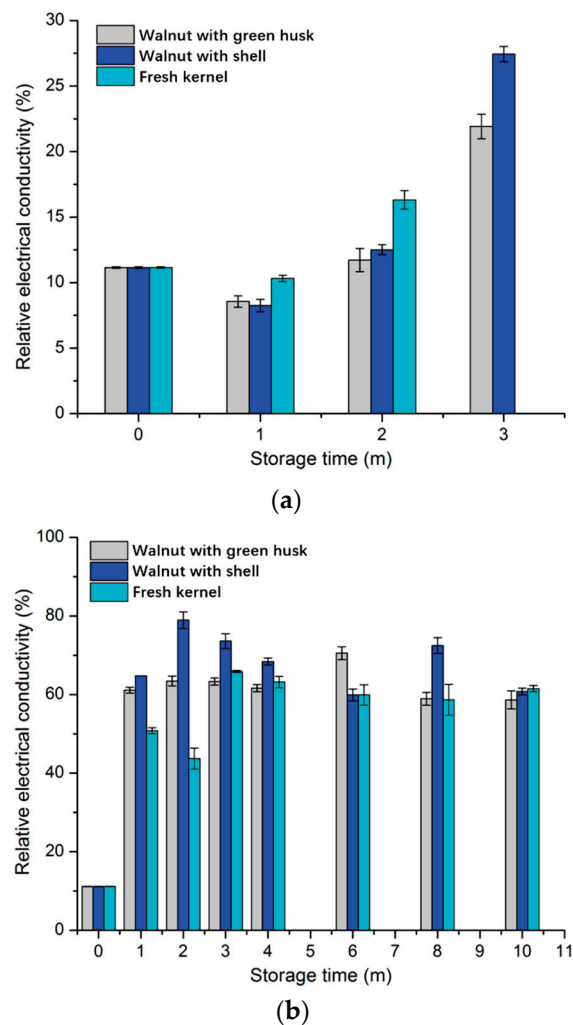 30
25
20
15
10
5
0
Relative electrical conductivity (%)
Walnut with green husk
Walnut with shell
Fresh kernel
0 1 2 3
Storage time (m)
(a)
100
80
60
40
20
0
Relative electrical conductivity (%)
Walnut with green husk
Walnut with shell
Fresh kernel
0 1 2 3 4 5 6 7 8 9 10 11
Storage time (m)
(b)